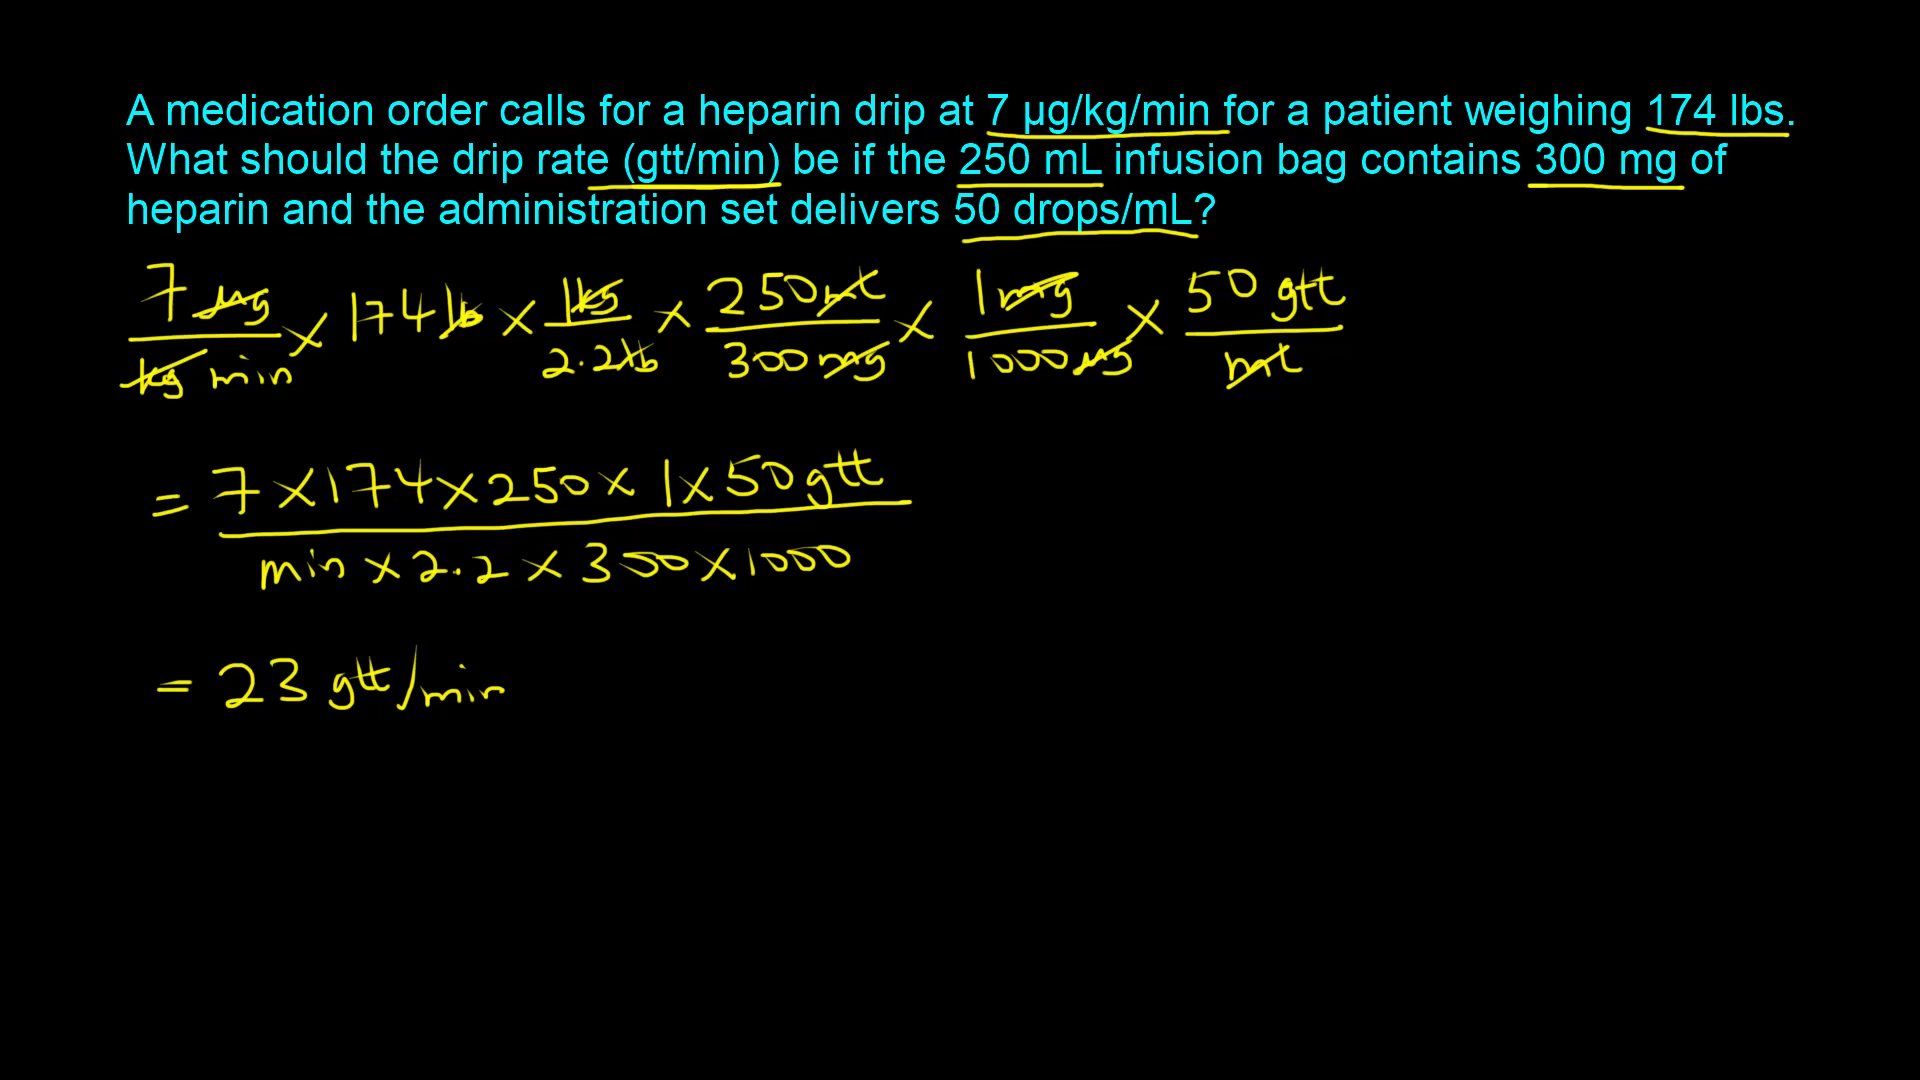 A medication order calls for a heparin drip at 7 µg/kg/min for a patient weighing 174 lbs.
What should the drip rate (gtt/min) be if the 250 mL infusion bag contains 300 mg of
heparin and the administration set delivers 50 drops/mL?
7 µg / kg min × 174 lb × 1 kg / 2.2 lb × 250 mL / 300 mg × 1 mg / 1000 µg × 50 gtt / mL
= 7 × 174 × 250 × 1 × 50 gtt
min × 2.2 × 300 × 1000
= 23 gtt/min